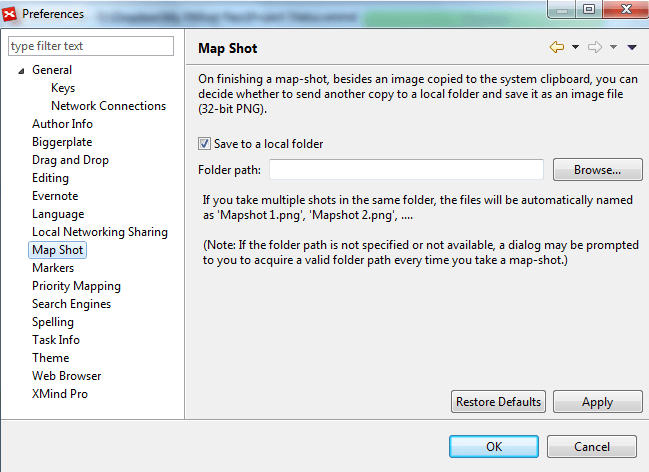 Preferences
type filter text
General
Keys
Network Connections
Author Info
Biggerplate
Drag and Drop
Editing
Evernote
Language
Local Networking Sharing
Map Shot
Markers
Priority Mapping
Search Engines
Spelling
Task Info
Theme
Web Browser
XMind Pro
Map Shot
On finishing a map-shot, besides an image copied to the system clipboard, you can
decide whether to send another copy to a local folder and save it as an image file
(32-bit PNG).
Save to a local folder
Folder path:
Browse...
If you take multiple shots in the same folder, the files will be automatically named
as 'Mapshot 1.png', 'Mapshot 2.png', ....
(Note: If the folder path is not specified or not available, a dialog may be prompted
to you to acquire a valid folder path every time you take a map-shot.)
Restore Defaults
Apply
OK
Cancel